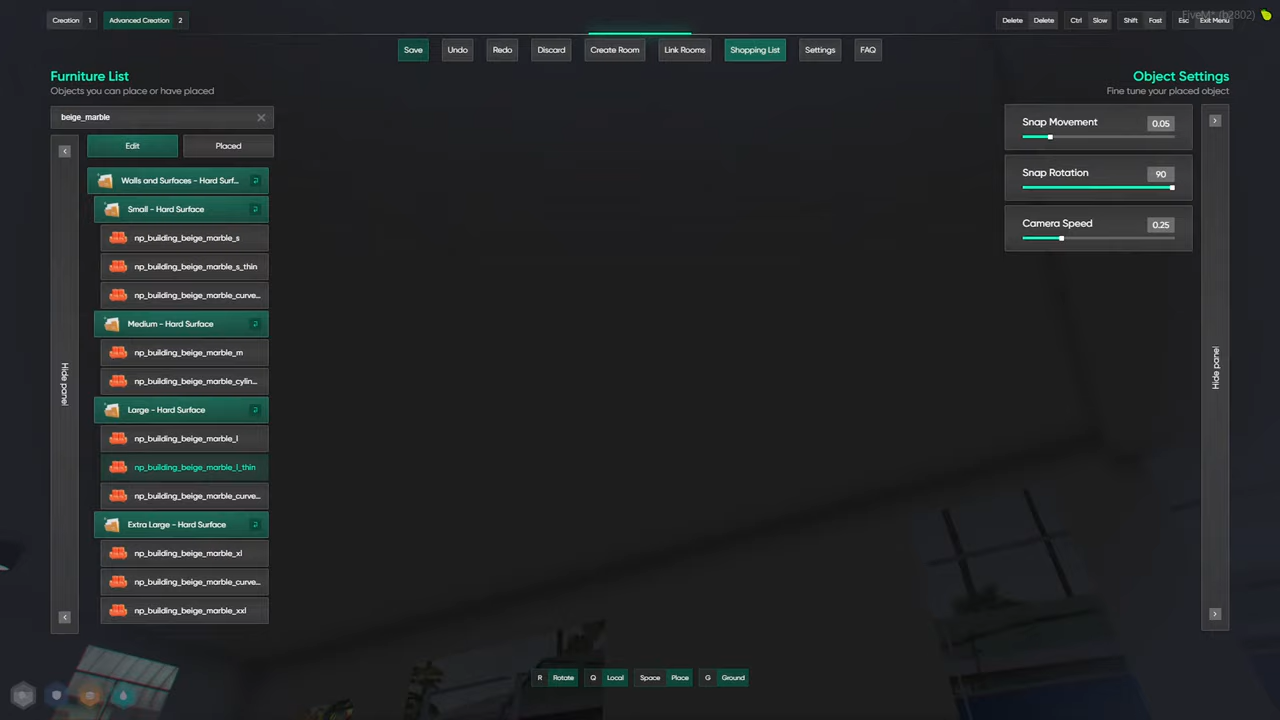 Creation 1
Advanced Creation 2
Delete Delete
Ctrl Slow
Shift Fast
Esc Exit Menu
FiveM* (b2802)
Save
Undo
Redo
Discard
Create Room
Link Rooms
Shopping List
Settings
FAQ
Furniture List
Objects you can place or have placed
beige_marble
Edit
Placed
Hide panel
Walls and Surfaces - Hard Surf...
Small - Hard Surface
np_building_beige_marble_s
np_building_beige_marble_s_thin
np_building_beige_marble_curve...
Medium - Hard Surface
np_building_beige_marble_m
np_building_beige_marble_cylin...
Large - Hard Surface
np_building_beige_marble_l
np_building_beige_marble_l_thin
np_building_beige_marble_curve...
Extra Large - Hard Surface
np_building_beige_marble_xl
np_building_beige_marble_curve...
np_building_beige_marble_xxl
Object Settings
Fine tune your placed object
Snap Movement 0.05
Snap Rotation 90
Camera Speed 0.25
Hide panel
R Rotate
Q Local
Space Place
G Ground